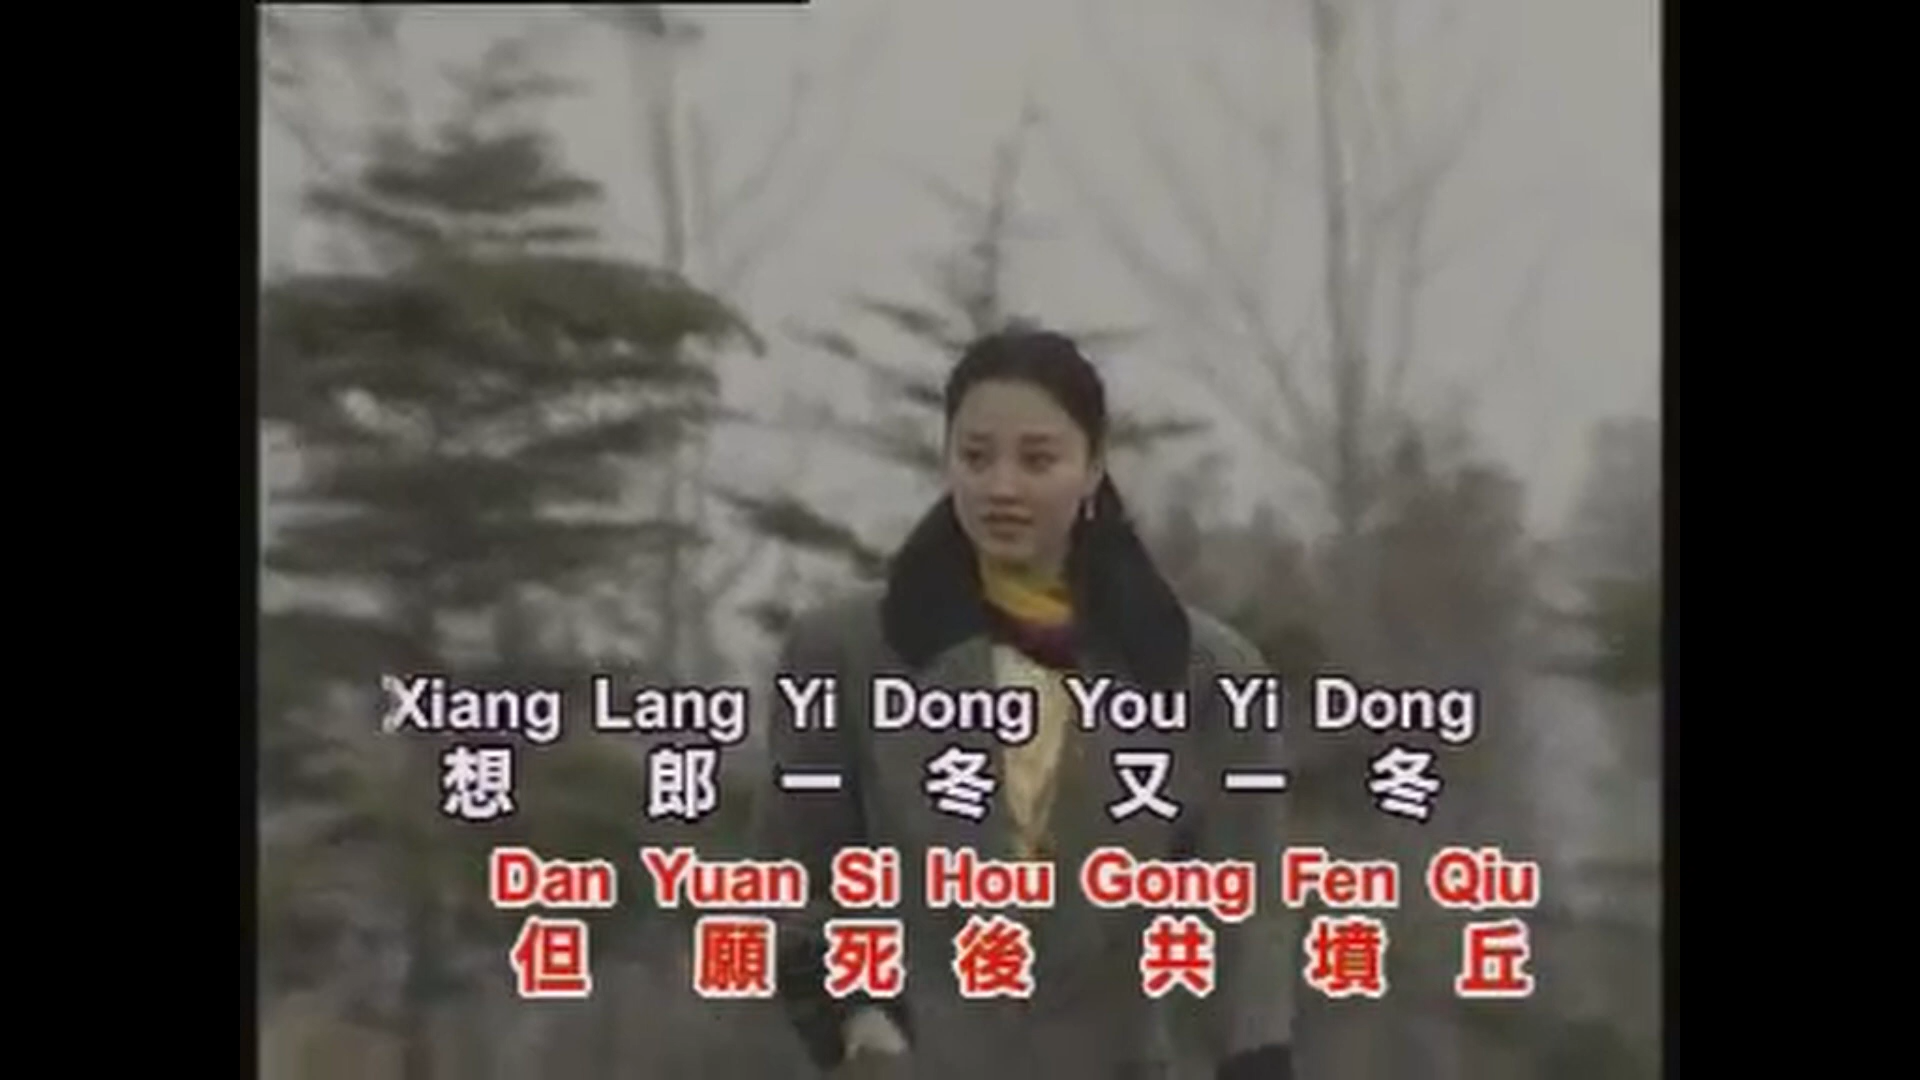 Xiang Lang Yi Dong You Yi Dong
想 郎 一 冬 又 一 冬
Dan Yuan Si Hou Gong Fen Qiu
但 願 死 後 共 墳 丘